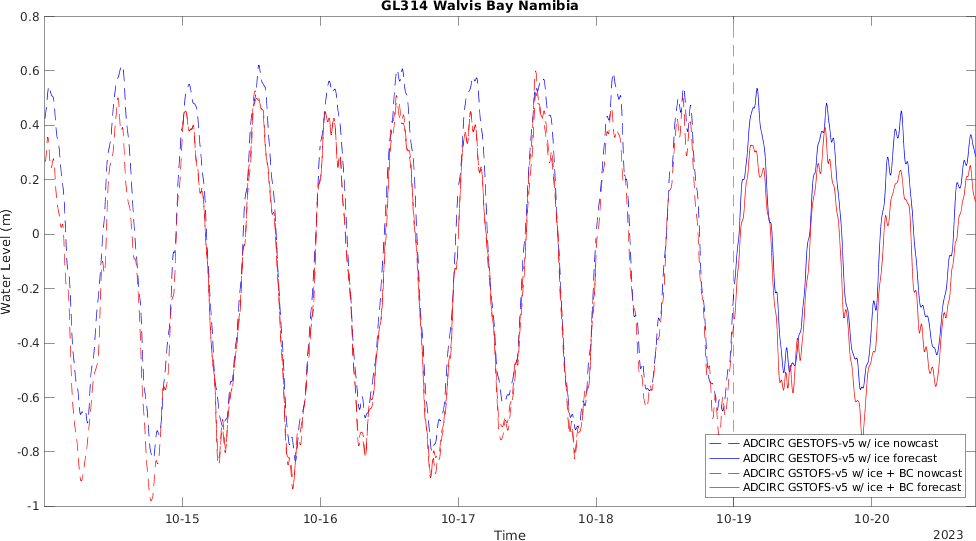 GL314 Walvis Bay Namibia
0.8
0.6
0.4
0.2
0
-0.2
-0.4
-0.6
-0.8
-1
Water Level (m)
ADCIRC GESTOFS-v5 w/ ice nowcast
ADCIRC GESTOFS-v5 w/ ice forecast
ADCIRC GSTOFS-v5 w/ ice + BC nowcast
ADCIRC GSTOFS-v5 w/ ice + BC forecast
10-15
10-16
10-17
10-18
10-19
10-20
Time
2023